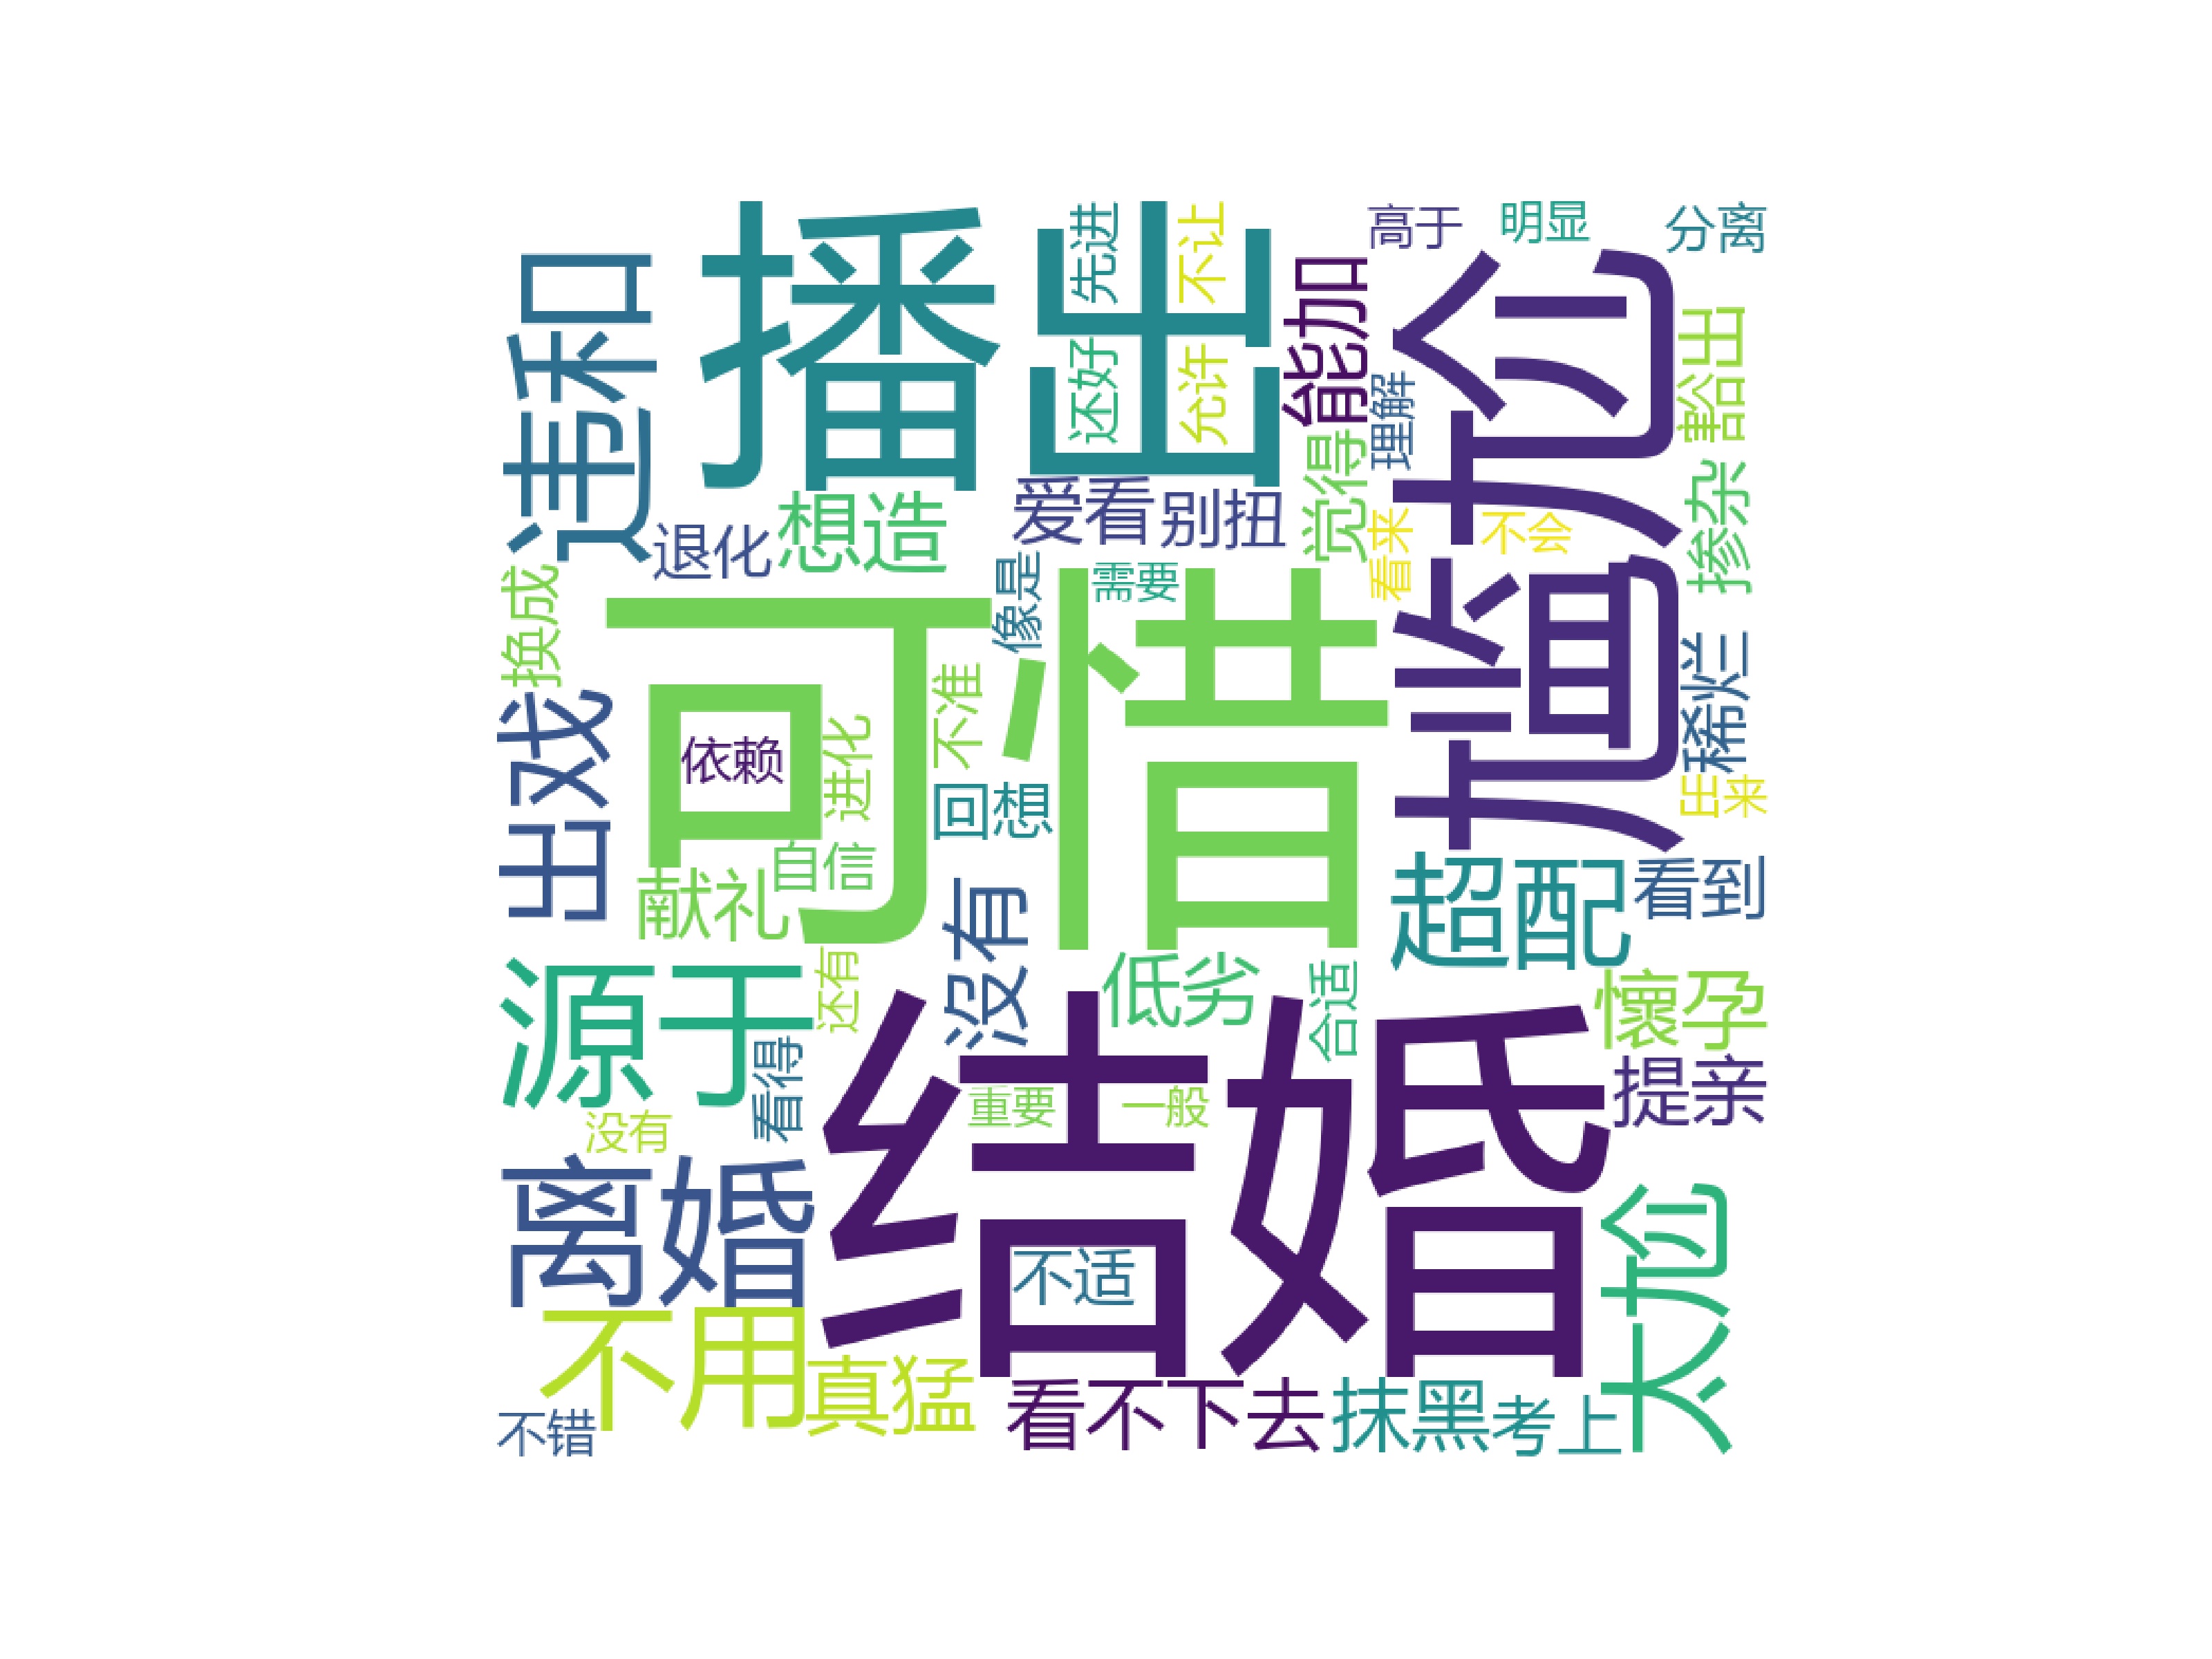 播出
先进
不让
高于
明显
分离
违和
能加
尴尬
还好
允许
理解
豁出
想造
爱看
别扭
觉得
看来
不会
掺杂
退化
换成
像是
需要
可惜
稀烂
出戏
依赖
进化
不准
回想
出来
献礼
自信
没有
超配
看到
源于
还有
低劣
合适
懷孕
看得
没有
结婚
重要
一般
提亲
离婚
不适
太尬
不用
真猛
看不下去
抹黑
考上
不错